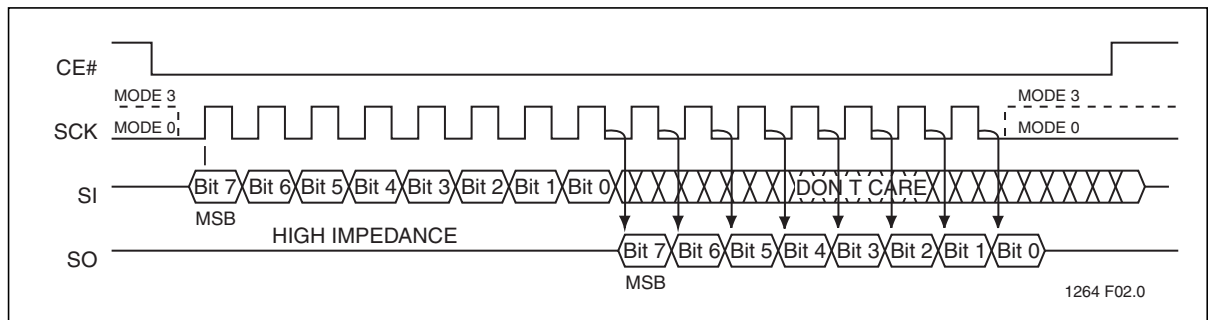 CE#
MODE 3 MODE 3
SCK MODE 0 MODE 0
SI Bit 7 Bit 6 Bit 5 Bit 4 Bit 3 Bit 2 Bit 1 Bit 0 DON T CARE
MSB
HIGH IMPEDANCE
SO Bit 7 Bit 6 Bit 5 Bit 4 Bit 3 Bit 2 Bit 1 Bit 0
MSB
1264 F02.0